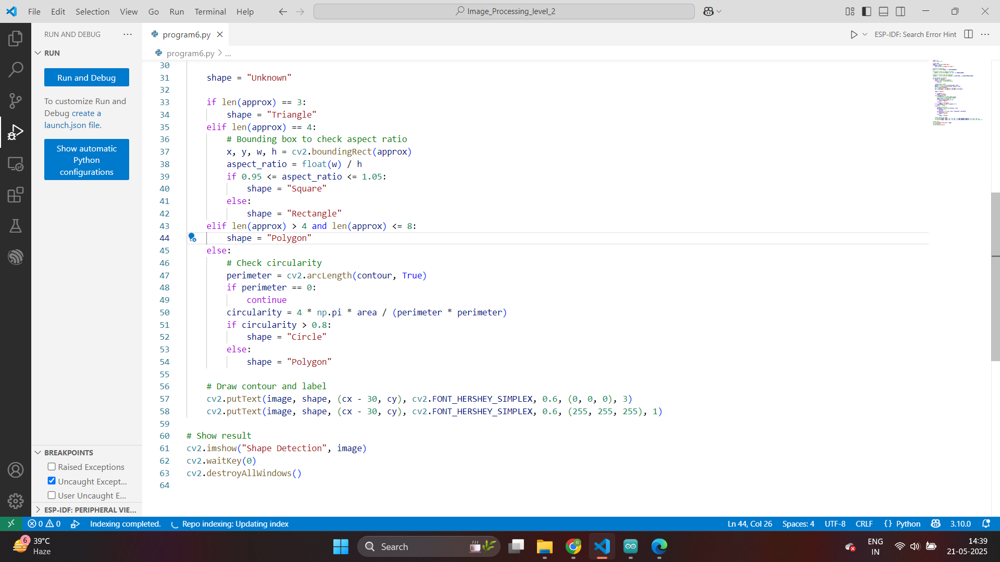 File Edit Selection View Go Run Terminal Help
Image_Processing_level_2
RUN AND DEBUG
RUN
Run and Debug
To customize Run and
Debug create a
launch.json file.
Show automatic
Python
configurations
program6.py
ESP-IDF: Search Error Hint
program6.py > ...
30
31 shape = "Unknown"
32
33 if len(approx) == 3:
34 shape = "Triangle"
35 elif len(approx) == 4:
36 # Bounding box to check aspect ratio
37 x, y, w, h = cv2.boundingRect(approx)
38 aspect_ratio = float(w) / h
39 if 0.95 <= aspect_ratio <= 1.05:
40 shape = "Square"
41 else:
42 shape = "Rectangle"
43 elif len(approx) > 4 and len(approx) <= 8:
44 shape = "Polygon"
45 else:
46 # Check circularity
47 perimeter = cv2.arcLength(contour, True)
48 if perimeter == 0:
49 continue
50 circularity = 4 * np.pi * area / (perimeter * perimeter)
51 if circularity > 0.8:
52 shape = "Circle"
53 else:
54 shape = "Polygon"
55
56 # Draw contour and label
57 cv2.putText(image, shape, (cx - 30, cy), cv2.FONT_HERSHEY_SIMPLEX, 0.6, (0, 0, 0), 3)
58 cv2.putText(image, shape, (cx - 30, cy), cv2.FONT_HERSHEY_SIMPLEX, 0.6, (255, 255, 255), 1)
59
60 # Show result
61 cv2.imshow("Shape Detection", image)
62 cv2.waitKey(0)
63 cv2.destroyAllWindows()
64
BREAKPOINTS
Raised Exceptions
Uncaught Except...
User Uncaught E...
ESP-IDF: PERIPHERAL VIE...
0 0 Indexing completed. Repo indexing: Updating index
Ln 44, Col 26 Spaces: 4 UTF-8 CRLF {} Python 3.10.0
6
39°C
Haze
Search
ENG
IN
14:39
21-05-2025